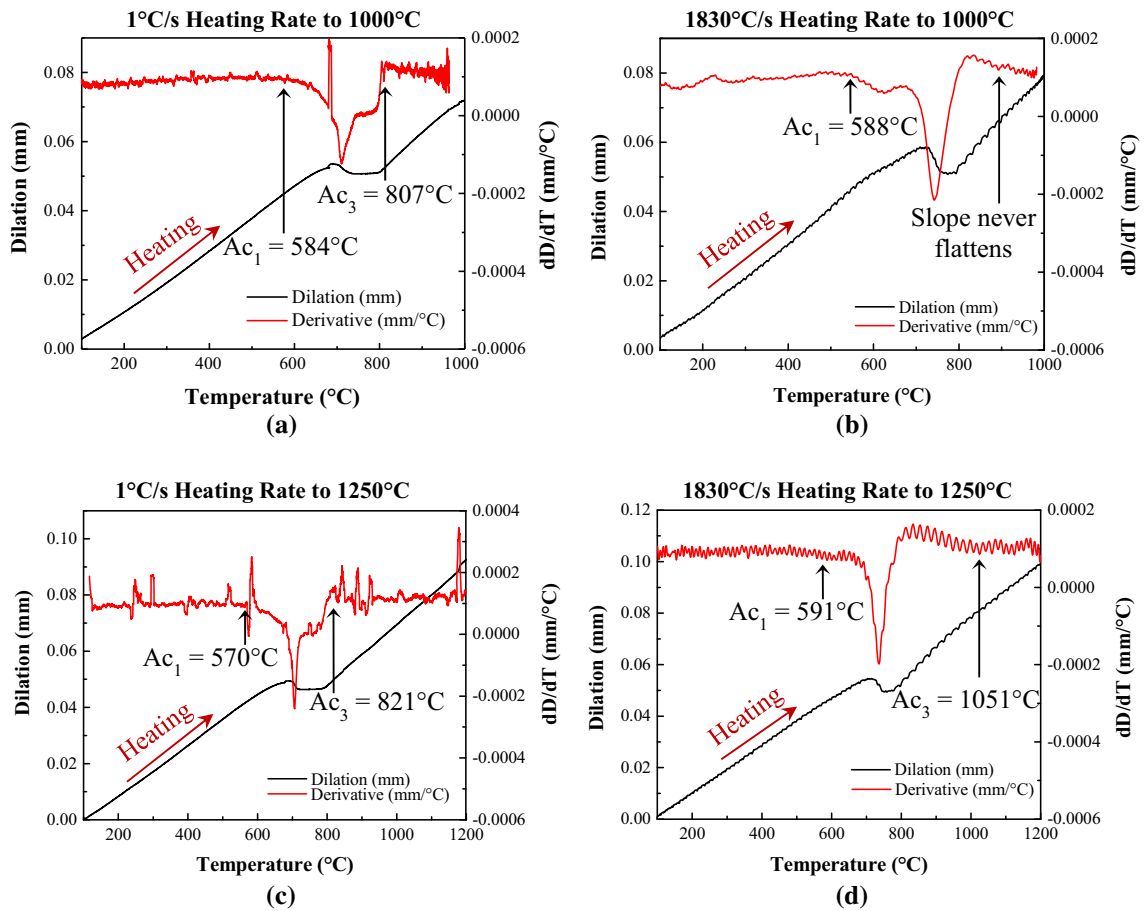 1°C/s Heating Rate to 1000°C
Dilation (mm)
0.00
0.02
0.04
0.06
0.08
200
400
600
800
1000
-0.0006
-0.0004
-0.0002
0.0000
0.0002
dD/dT (mm/°C)
Temperature (°C)
Heating
Ac1 = 584°C
Ac3 = 807°C
Dilation (mm)
Derivative (mm/°C)
(a)
1830°C/s Heating Rate to 1000°C
Dilation (mm)
0.00
0.02
0.04
0.06
0.08
200
400
600
800
1000
-0.0006
-0.0004
-0.0002
0.0000
0.0002
dD/dT (mm/°C)
Temperature (°C)
Heating
Ac1 = 588°C
Slope never
flattens
Dilation (mm)
Derivative (mm/°C)
(b)
1°C/s Heating Rate to 1250°C
Dilation (mm)
0.00
0.02
0.04
0.06
0.08
0.10
200
400
600
800
1000
1200
-0.0006
-0.0004
-0.0002
0.0000
0.0002
0.0004
dD/dT (mm/°C)
Temperature (°C)
Heating
Ac1 = 570°C
Ac3 = 821°C
Dilation (mm)
Derivative (mm/°C)
(c)
1830°C/s Heating Rate to 1250°C
Dilation (mm)
0.00
0.02
0.04
0.06
0.08
0.10
0.12
200
400
600
800
1000
1200
-0.0006
-0.0004
-0.0002
0.0000
0.0002
dD/dT (mm/°C)
Temperature (°C)
Heating
Ac1 = 591°C
Ac3 = 1051°C
Dilation (mm)
Derivative (mm/°C)
(d)